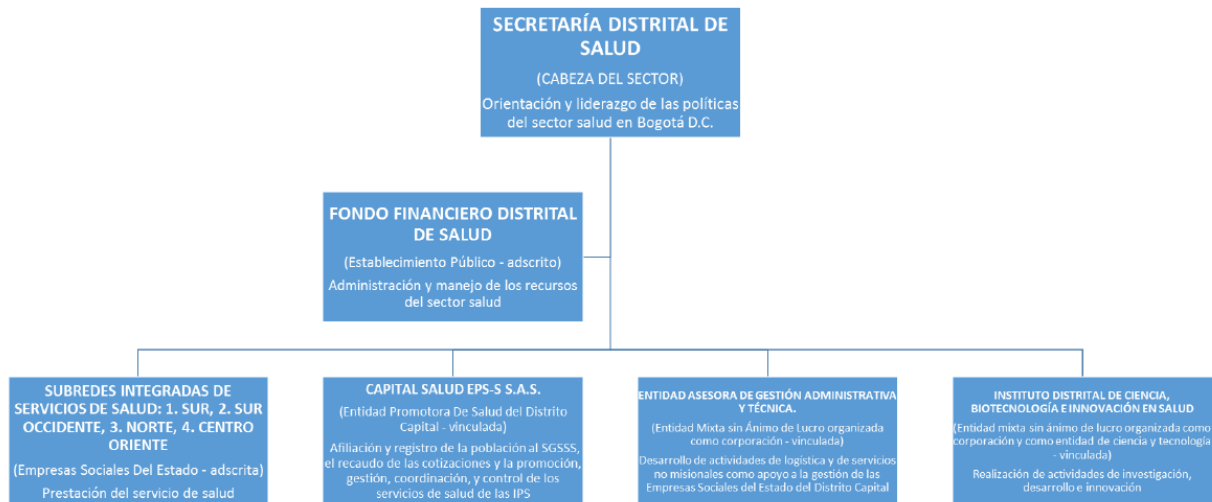 SECRETARÍA DISTRITAL DE
SALUD
(CABEZA DEL SECTOR)
Orientación y liderazgo de las políticas
del sector salud en Bogotá D.C.
FONDO FINANCIERO DISTRITAL
DE SALUD
(Establecimiento Público - adscrito)
Administración y manejo de los recursos
del sector salud
SUBREDES INTEGRADAS DE
SERVICIOS DE SALUD: 1. SUR, 2. SUR
OCCIDENTE, 3. NORTE, 4. CENTRO
ORIENTE
(Empresas Sociales Del Estado - adscrita)
Prestación del servicio de salud
CAPITAL SALUD EPS-S S.A.S.
(Entidad Promotora De Salud del Distrito
Capital - vinculada)
Afiliación y registro de la población al SGSSS,
el recaudo de las cotizaciones y la promoción,
gestión, coordinación, y control de los
servicios de salud de las IPS
ENTIDAD ASESORA DE GESTIÓN ADMINISTRATIVA
Y TÉCNICA.
(Entidad Mixta sin Ánimo de Lucro organizada
como corporación - vinculada)
Desarrollo de actividades de logística y de servicios
no misionales como apoyo a la gestión de las
Empresas Sociales del Estado del Distrito Capital
INSTITUTO DISTRITAL DE CIENCIA,
BIOTECNOLOGÍA E INNOVACIÓN EN SALUD
(Entidad mixta sin ánimo de lucro organizada como
corporación y como entidad de ciencia y tecnología
- vinculada)
Realización de actividades de investigación,
desarrollo e innovación